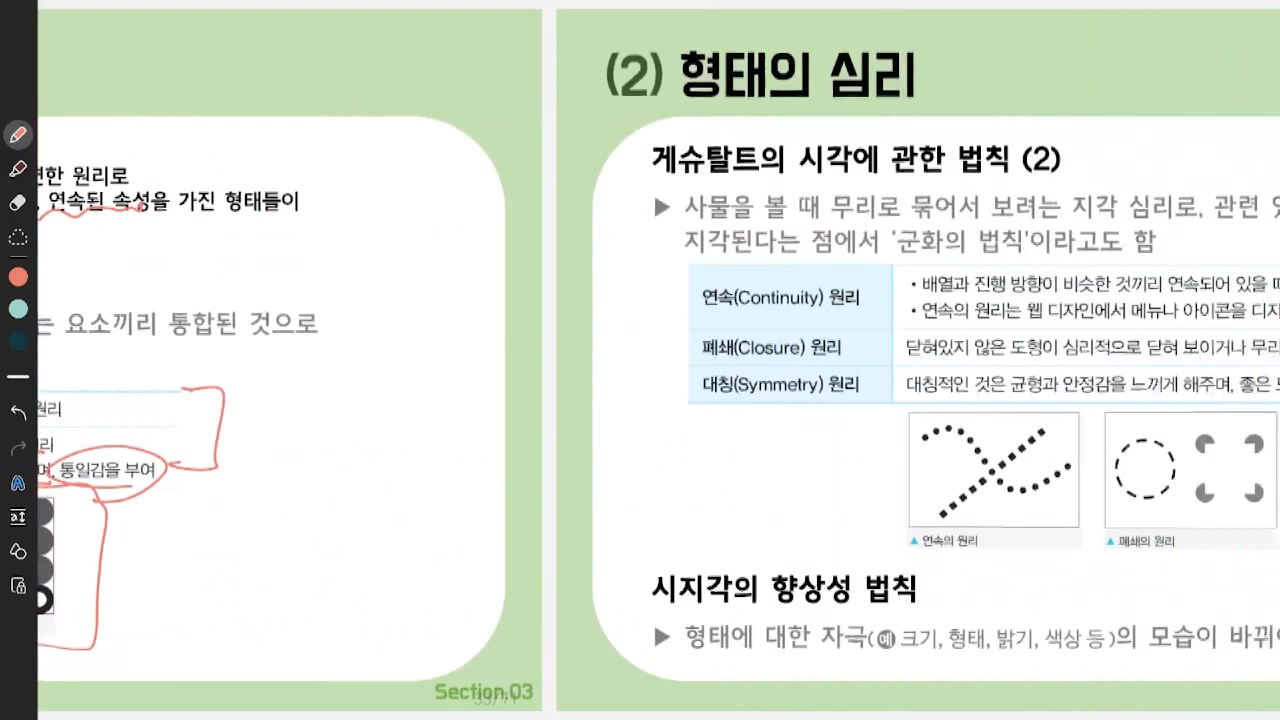 한 원리로
연속된 속성을 가진 형태들이
요소끼리 통합된 것으로
원리
통일감을 부여
Section.03
(2) 형태의 심리
게슈탈트의 시각에 관한 법칙 (2)
▶ 사물을 볼 때 무리로 묶어서 보려는 지각 심리로, 관련
지각된다는 점에서 '군화의 법칙'이라고도 함
연속(Continuity) 원리
• 배열과 진행 방향이 비슷한 것끼리 연속되어 있을
• 연속의 원리는 웹 디자인에서 메뉴나 아이콘을 디자
폐쇄(Closure) 원리
닫혀있지 않은 도형이 심리적으로 닫혀 보이거나 무리
대칭(Symmetry) 원리
대칭적인 것은 균형과 안정감을 느끼게 해주며, 좋은
▲ 연속의 원리
▲ 폐쇄의 원리
시지각의 향상성 법칙
▶ 형태에 대한 자극(예 크기, 형태, 밝기, 색상 등)의 모습이 바뀌